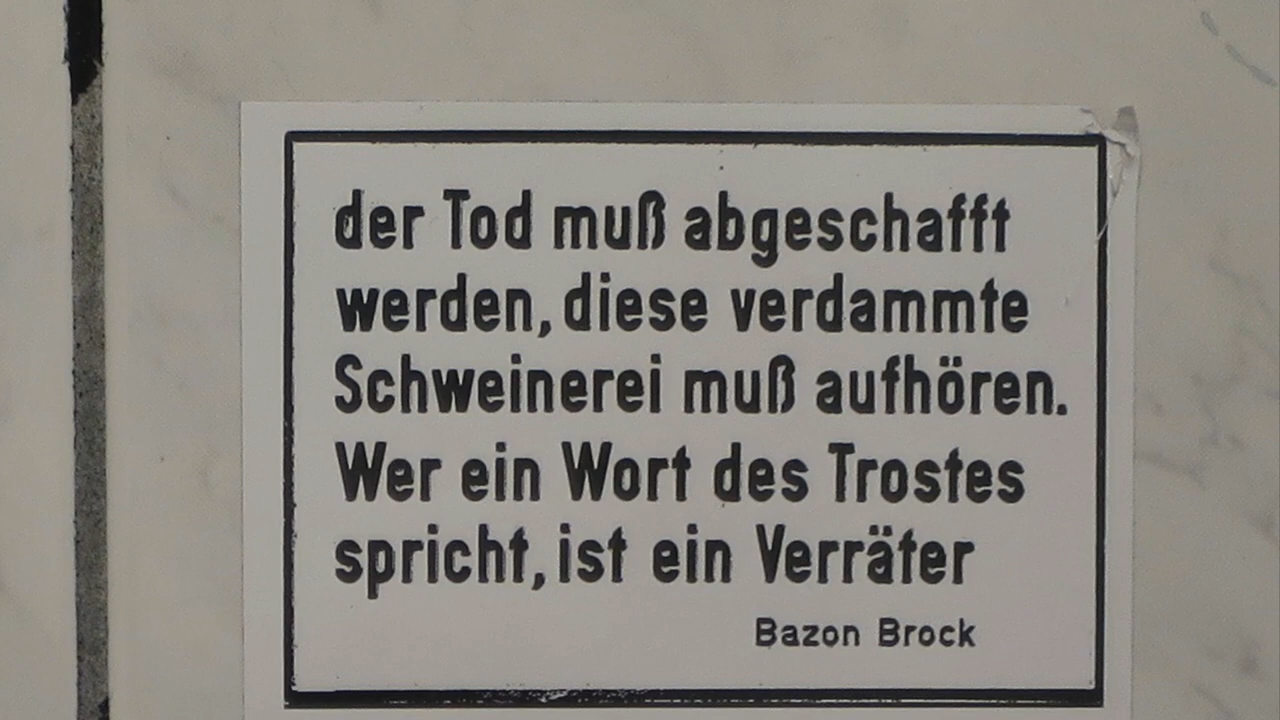 der Tod muß abgeschafft
werden, diese verdammte
Schweinerei muß aufhören.
Wer ein Wort des Trostes
spricht, ist ein Verräter
Bazon Brock